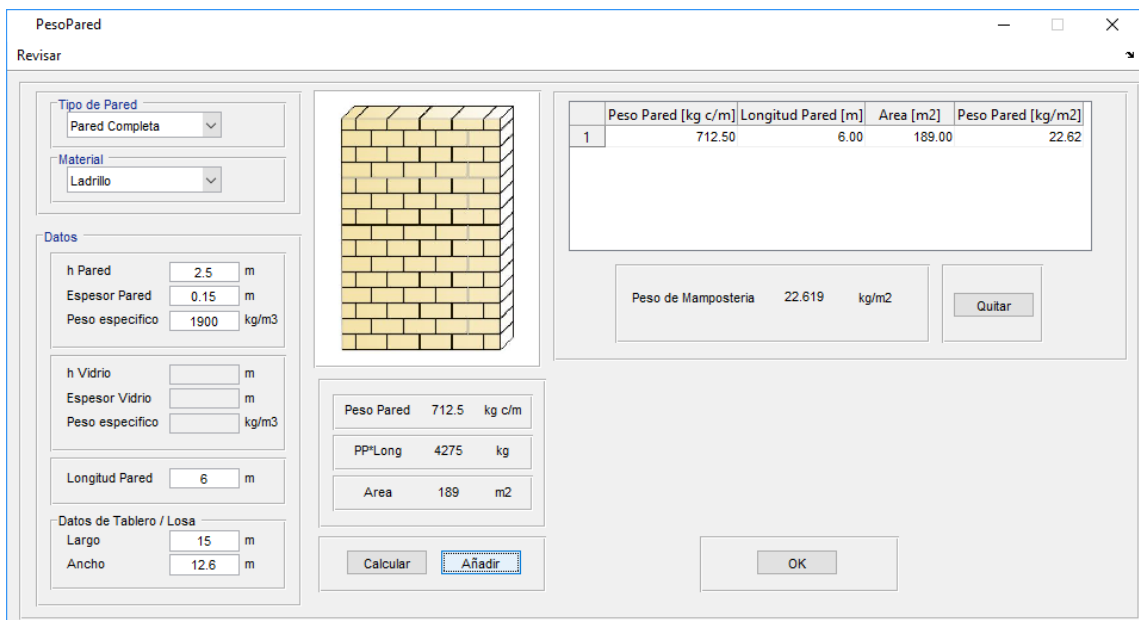 PesoPared
Revisar
Tipo de Pared
Pared Completa
Material
Ladrillo
Datos
h Pared 2.5 m
Espesor Pared 0.15 m
Peso especifico 1900 kg/m3
h Vidrio m
Espesor Vidrio m
Peso especifico kg/m3
Longitud Pared 6 m
Datos de Tablero / Losa
Largo 15 m
Ancho 12.6 m
Peso Pared 712.5 kg c/m
PP*Long 4275 kg
Area 189 m2
Calcular Añadir
Peso Pared [kg c/m] Longitud Pared [m] Área [m2] Peso Pared [kg/m2]
1 712.50 6.00 189.00 22.62
Peso de Mamposteria 22.619 kg/m2
Quitar
OK